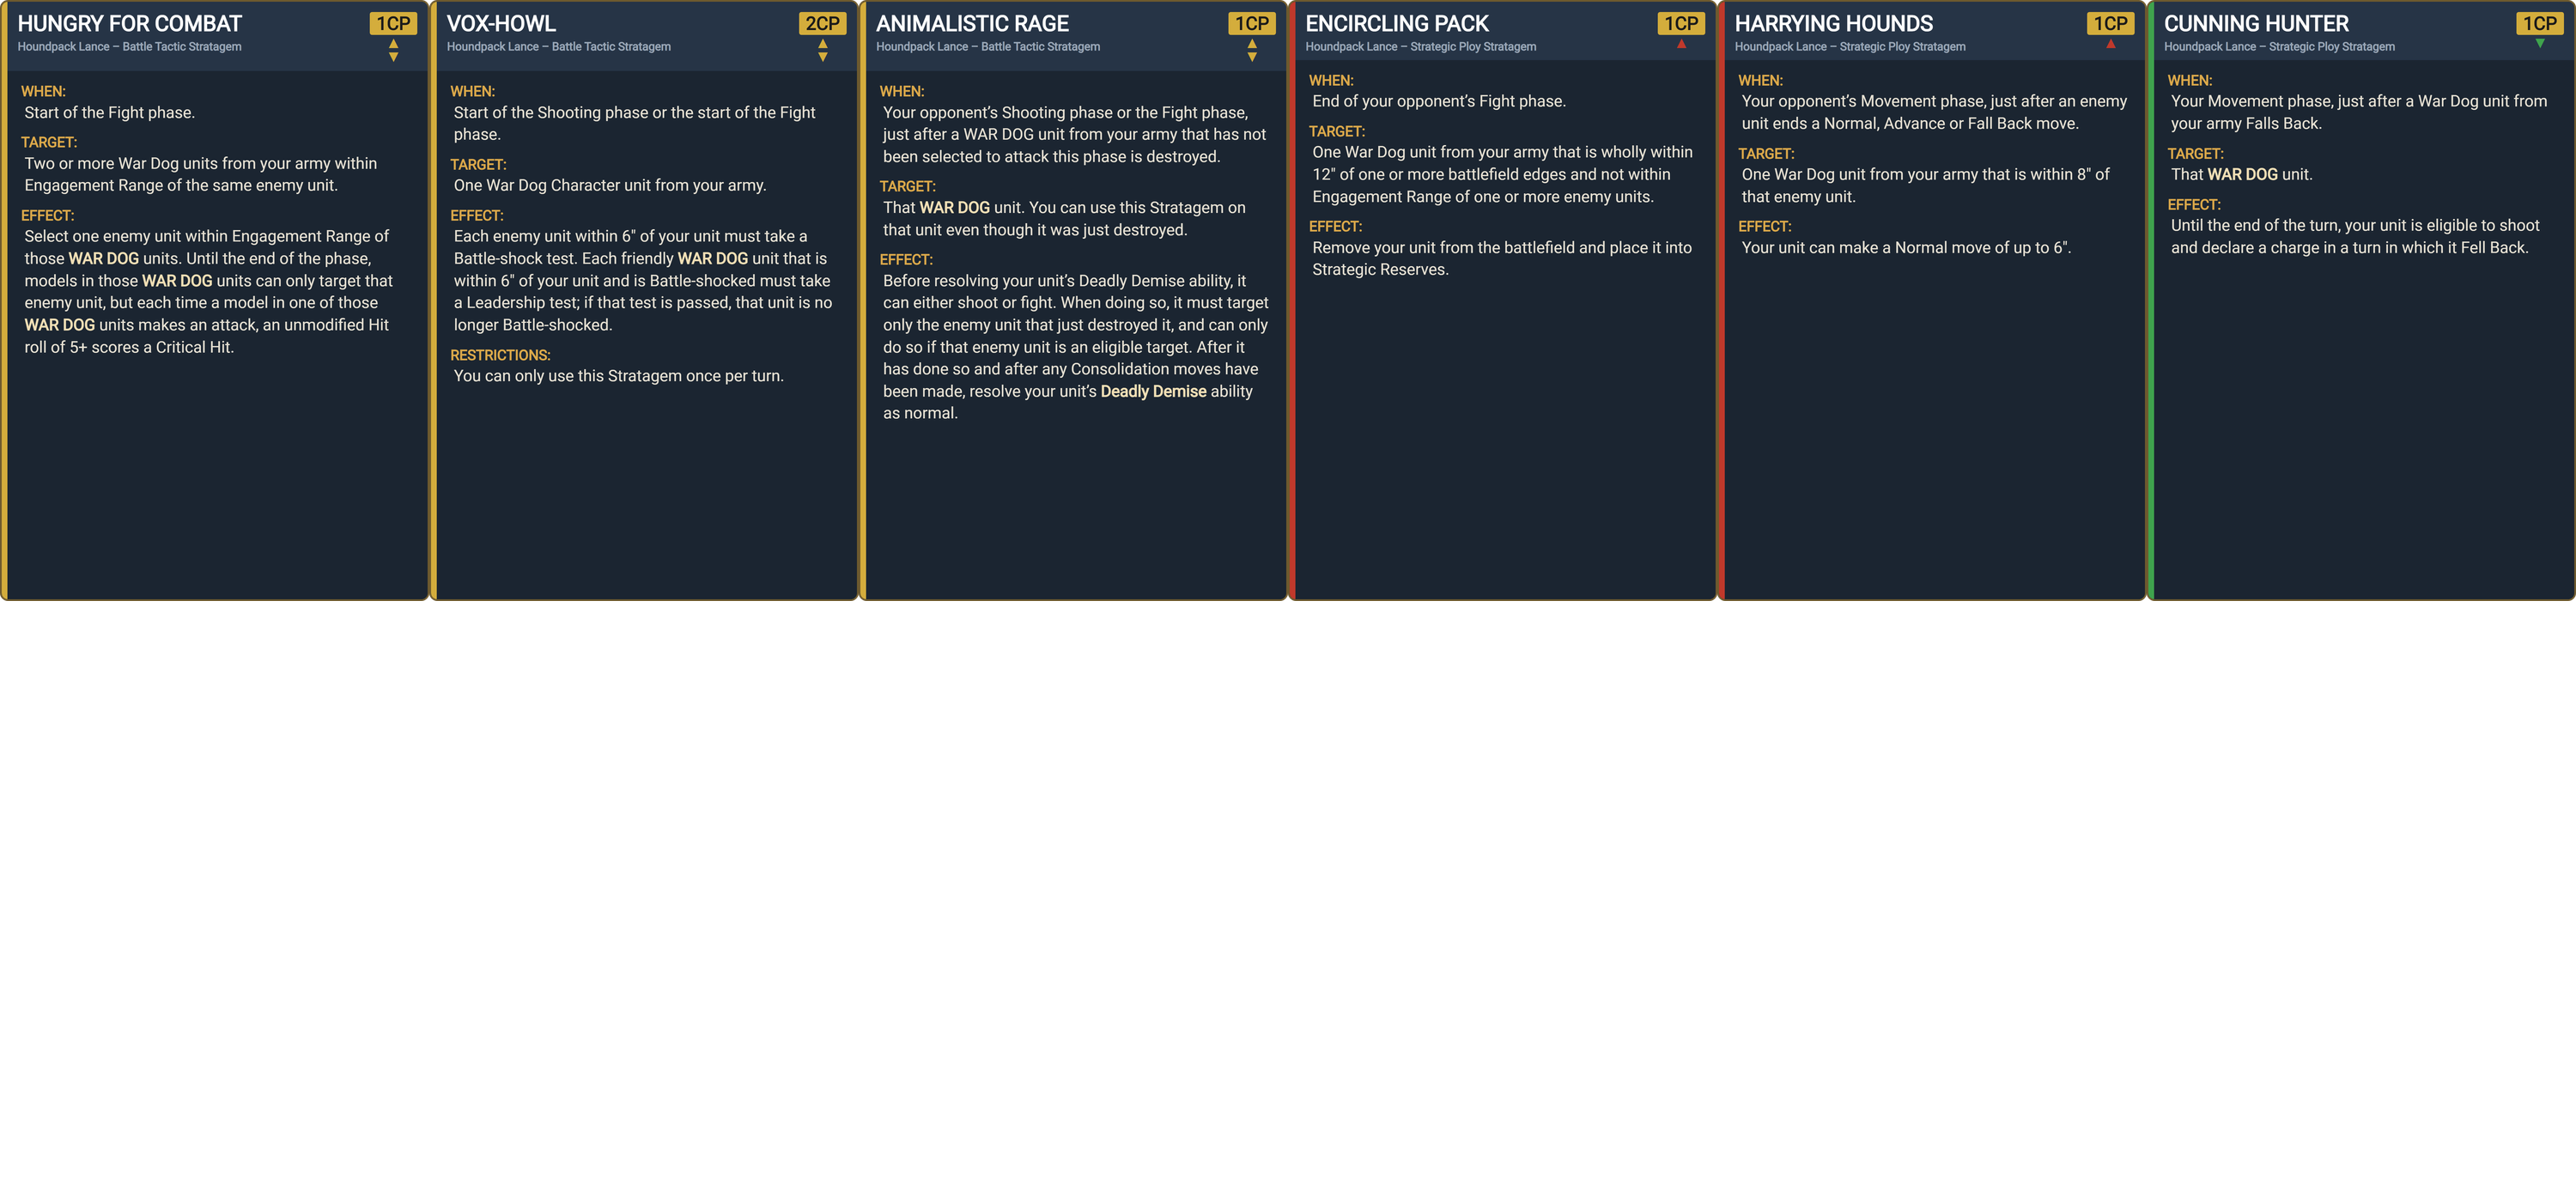 HUNGRY FOR COMBAT
1CP
Houndpack Lance – Battle Tactic Stratagem
WHEN:
Start of the Fight phase.
TARGET:
Two or more War Dog units from your army within
Engagement Range of the same enemy unit.
EFFECT:
Select one enemy unit within Engagement Range of
those WAR DOG units. Until the end of the phase,
models in those WAR DOG units can only target that
enemy unit, but each time a model in one of those
WAR DOG units makes an attack, an unmodified Hit
roll of 5+ scores a Critical Hit.
VOX-HOWL
2CP
Houndpack Lance – Battle Tactic Stratagem
WHEN:
Start of the Shooting phase or the start of the Fight
phase.
TARGET:
One War Dog Character unit from your army.
EFFECT:
Each enemy unit within 6" of your unit must take a
Battle-shock test. Each friendly WAR DOG unit that is
within 6" of your unit and is Battle-shocked must take
a Leadership test; if that test is passed, that unit is no
longer Battle-shocked.
RESTRICTIONS:
You can only use this Stratagem once per turn.
ANIMALISTIC RAGE
1CP
Houndpack Lance – Battle Tactic Stratagem
WHEN:
Your opponent’s Shooting phase or the Fight phase,
just after a WAR DOG unit from your army that has not
been selected to attack this phase is destroyed.
TARGET:
That WAR DOG unit. You can use this Stratagem on
that unit even though it was just destroyed.
EFFECT:
Before resolving your unit’s Deadly Demise ability, it
can either shoot or fight. When doing so, it must target
only the enemy unit that just destroyed it, and can only
do so if that enemy unit is an eligible target. After it
has done so and after any Consolidation moves have
been made, resolve your unit’s Deadly Demise ability
as normal.
ENCIRCLING PACK
1CP
Houndpack Lance – Strategic Ploy Stratagem
WHEN:
End of your opponent’s Fight phase.
TARGET:
One War Dog unit from your army that is wholly within
12" of one or more battlefield edges and not within
Engagement Range of one or more enemy units.
EFFECT:
Remove your unit from the battlefield and place it into
Strategic Reserves.
HARRYING HOUNDS
1CP
Houndpack Lance – Strategic Ploy Stratagem
WHEN:
Your opponent’s Movement phase, just after an enemy
unit ends a Normal, Advance or Fall Back move.
TARGET:
One War Dog unit from your army that is within 8" of
that enemy unit.
EFFECT:
Your unit can make a Normal move of up to 6".
CUNNING HUNTER
1CP
Houndpack Lance – Strategic Ploy Stratagem
WHEN:
Your Movement phase, just after a War Dog unit from
your army Falls Back.
TARGET:
That WAR DOG unit.
EFFECT:
Until the end of the turn, your unit is eligible to shoot
and declare a charge in a turn in which it Fell Back.